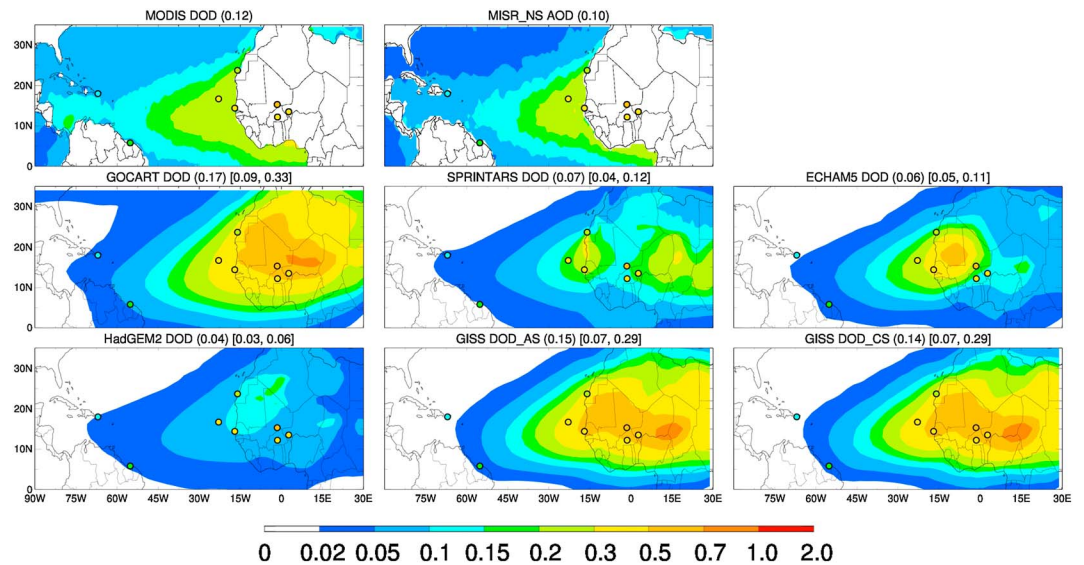 MODIS DOD (0.12)
MISR_NS AOD (0.10)
30N
20N
10N
0
GOCART DOD (0.17) [0.09, 0.33]
SPRINTARS DOD (0.07) [0.04, 0.12]
ECHAM5 DOD (0.06) [0.05, 0.11]
30N
20N
10N
0
HadGEM2 DOD (0.04) [0.03, 0.06]
GISS DOD_AS (0.15) [0.07, 0.29]
GISS DOD_CS (0.14) [0.07, 0.29]
30N
20N
10N
0
90W 75W 60W 45W 30W 15W 0 15E 30E
75W 60W 45W 30W 15W 0 15E 30E
75W 60W 45W 30W 15W 0 15E 30E
0 0.02 0.05 0.1 0.15 0.2 0.3 0.5 0.7 1.0 2.0